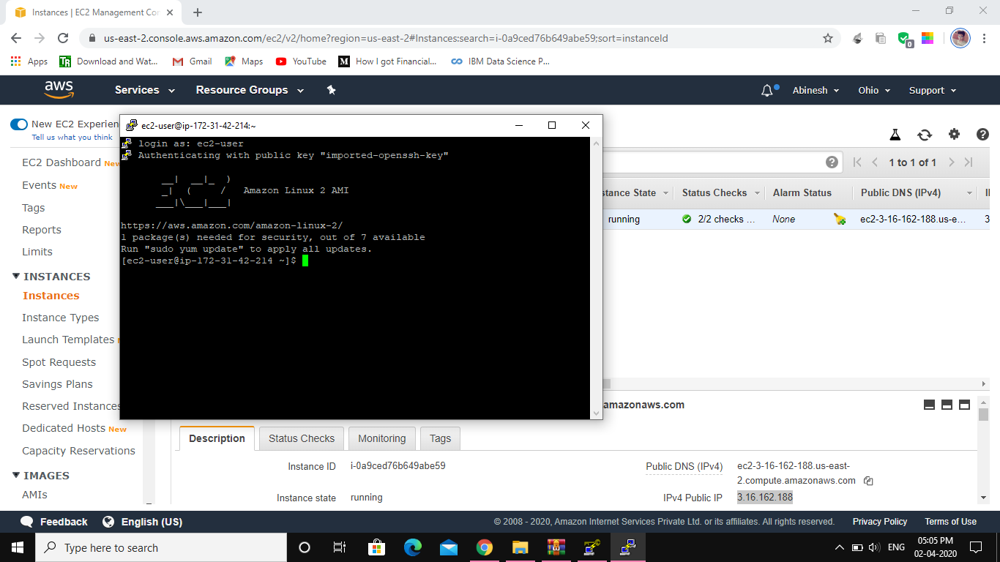 Instances | EC2 Management Con
us-east-2.console.aws.amazon.com/ec2/v2/home?region=us-east-2#Instances:search=i-0a9ced76b649abe59;sort=instanceId
0
Apps TR Download and Wat... Gmail Maps YouTube M How I got Financial... IBM Data Science P...
aws Services Resource Groups Abinesh Ohio Support
New EC2 Experien
Tell us what you think
EC2 Dashboard New
Events New
Tags
Reports
Limits
INSTANCES
Instances
Instance Types
Launch Templates
Spot Requests
Savings Plans
Reserved Instances
Dedicated Hosts New
Capacity Reservations
IMAGES
AMIs
ec2-user@ip-172-31-42-214:~
login as: ec2-user
Authenticating with public key "imported-openssh-key"
       __|  __|_  )
       _|  (     /   Amazon Linux 2 AMI
      ___|\___|___|
https://aws.amazon.com/amazon-linux-2/
1 package(s) needed for security, out of 7 available
Run "sudo yum update" to apply all updates.
[ec2-user@ip-172-31-42-214 ~]$
1 to 1 of 1
stance State Status Checks Alarm Status Public DNS (IPv4)
running 2/2 checks ... None ec2-3-16-162-188.us-e... 3
amazonaws.com
Description Status Checks Monitoring Tags
Instance ID i-0a9ced76b649abe59
Public DNS (IPv4) ec2-3-16-162-188.us-east-
2.compute.amazonaws.com
Instance state running
IPv4 Public IP 3.16.162.188
Feedback English (US) © 2008 - 2020, Amazon Internet Services Private Ltd. or its affiliates. All rights reserved. Privacy Policy Terms of Use
Type here to search
ENG
05:05 PM
02-04-2020